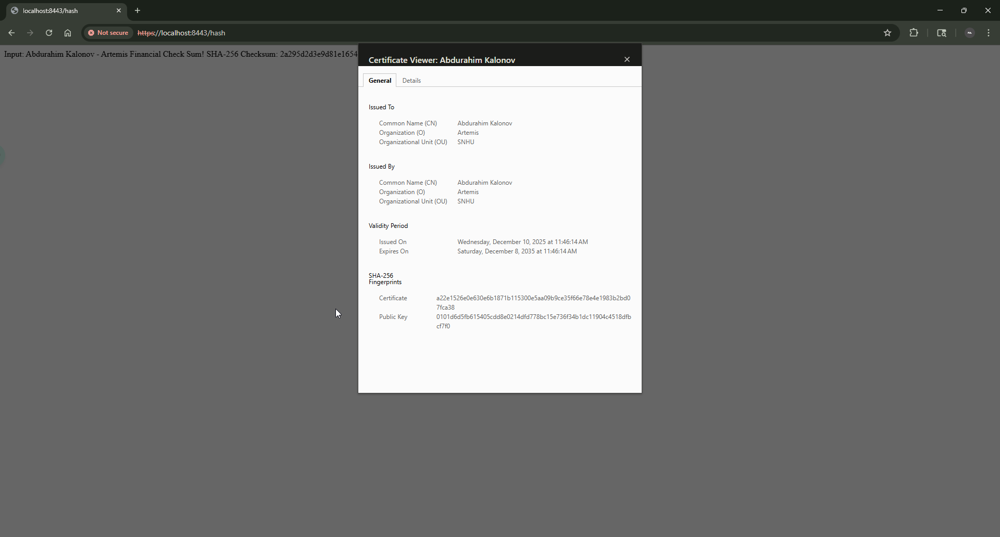 localhost:8443/hash
Not secure https://localhost:8443/hash
Input: Abdurahim Kalonov - Artemis Financial Check Sum! SHA-256 Checksum: 2a295d2d3e9d81e1654
Certificate Viewer: Abdurahim Kalonov
General Details
Issued To
Common Name (CN) Abdurahim Kalonov
Organization (O) Artemis
Organizational Unit (OU) SNHU
Issued By
Common Name (CN) Abdurahim Kalonov
Organization (O) Artemis
Organizational Unit (OU) SNHU
Validity Period
Issued On Wednesday, December 10, 2025 at 11:46:14 AM
Expires On Saturday, December 8, 2035 at 11:46:14 AM
SHA-256
Fingerprints
Certificate a22e1526e0e630e6b1871b115300e5aa09b9ce35f66e78e4e1983b2bd0
7fca38
Public Key 0101d6d5fb615405cdd8e0214dfd778bc15e736f34b1dc11904c4518dfb
cf7f0